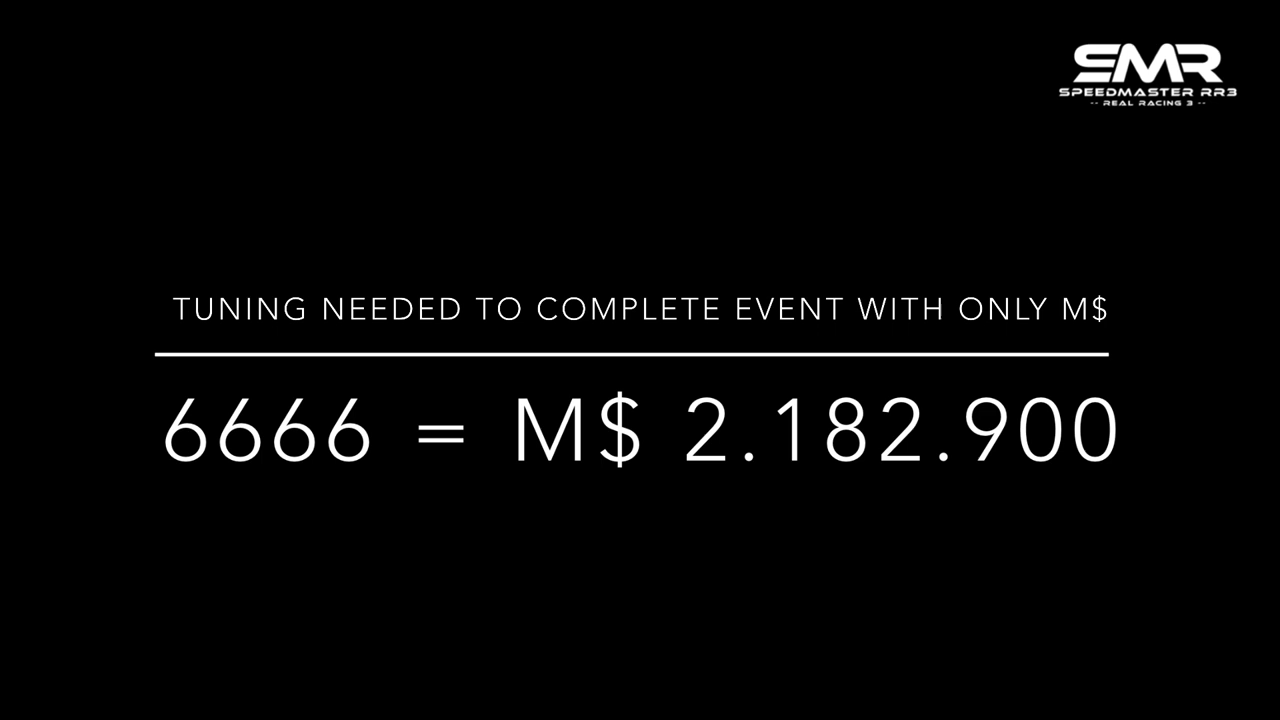 SMR
SPEEDMASTER RR3
-- REAL RACING 3 --
TUNING NEEDED TO COMPLETE EVENT WITH ONLY M$
6666 = M$ 2.182.900